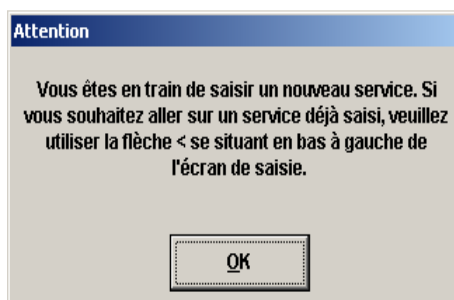 Attention
Vous êtes en train de saisir un nouveau service. Si
vous souhaitez aller sur un service déjà saisi, veuillez
utiliser la flèche < se situant en bas à gauche de
l'écran de saisie.
OK